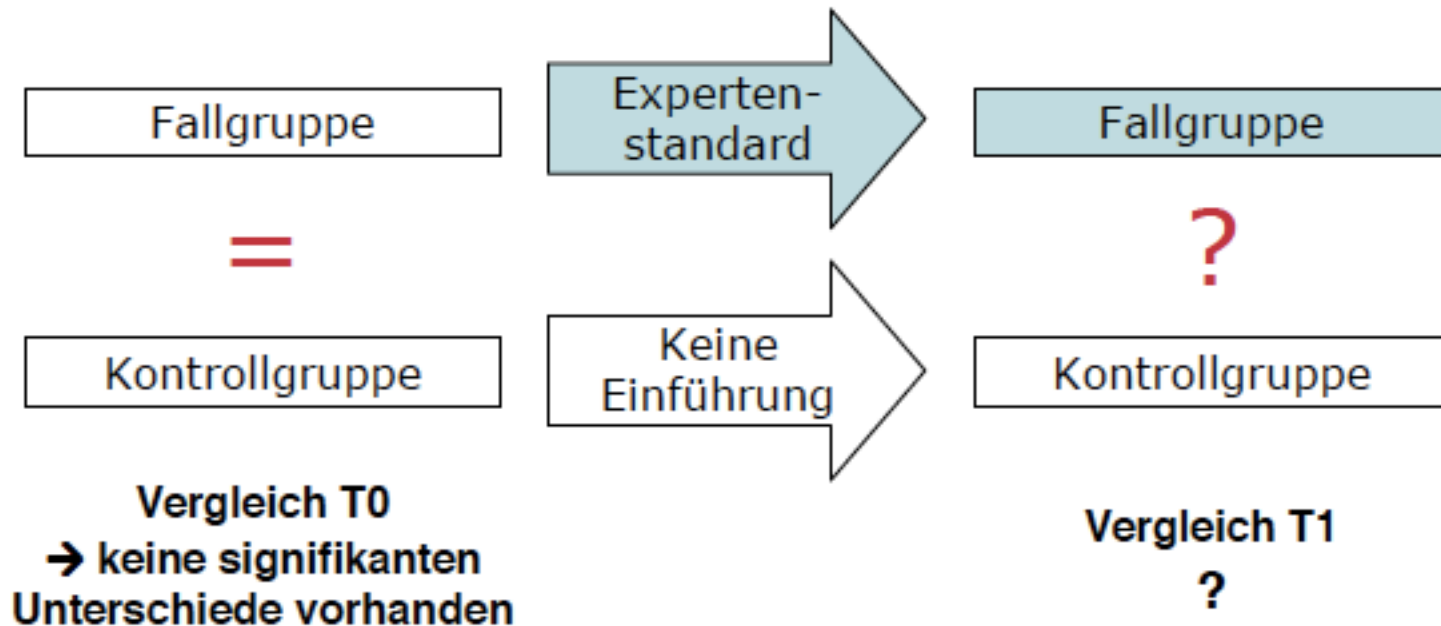 Fallgruppe
Experten-
standard
Fallgruppe
=
?
Kontrollgruppe
Keine
Einführung
Kontrollgruppe
Vergleich T0
➔ keine signifikanten
Unterschiede vorhanden
Vergleich T1
?